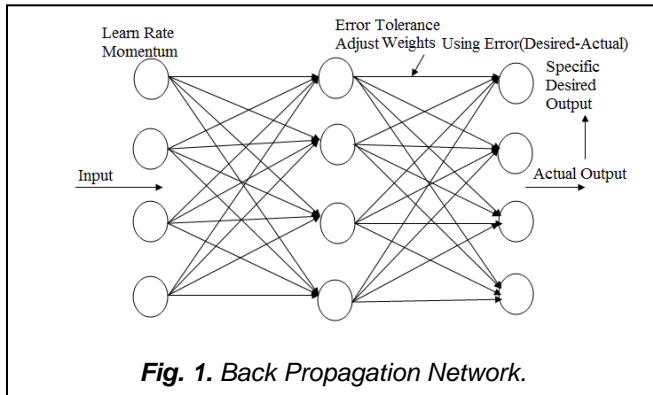 Learn Rate
Momentum
Error Tolerance
Adjust Weights Using Error(Desired-Actual)
Specific
Desired
Output
Input
Actual Output
Fig. 1. Back Propagation Network.